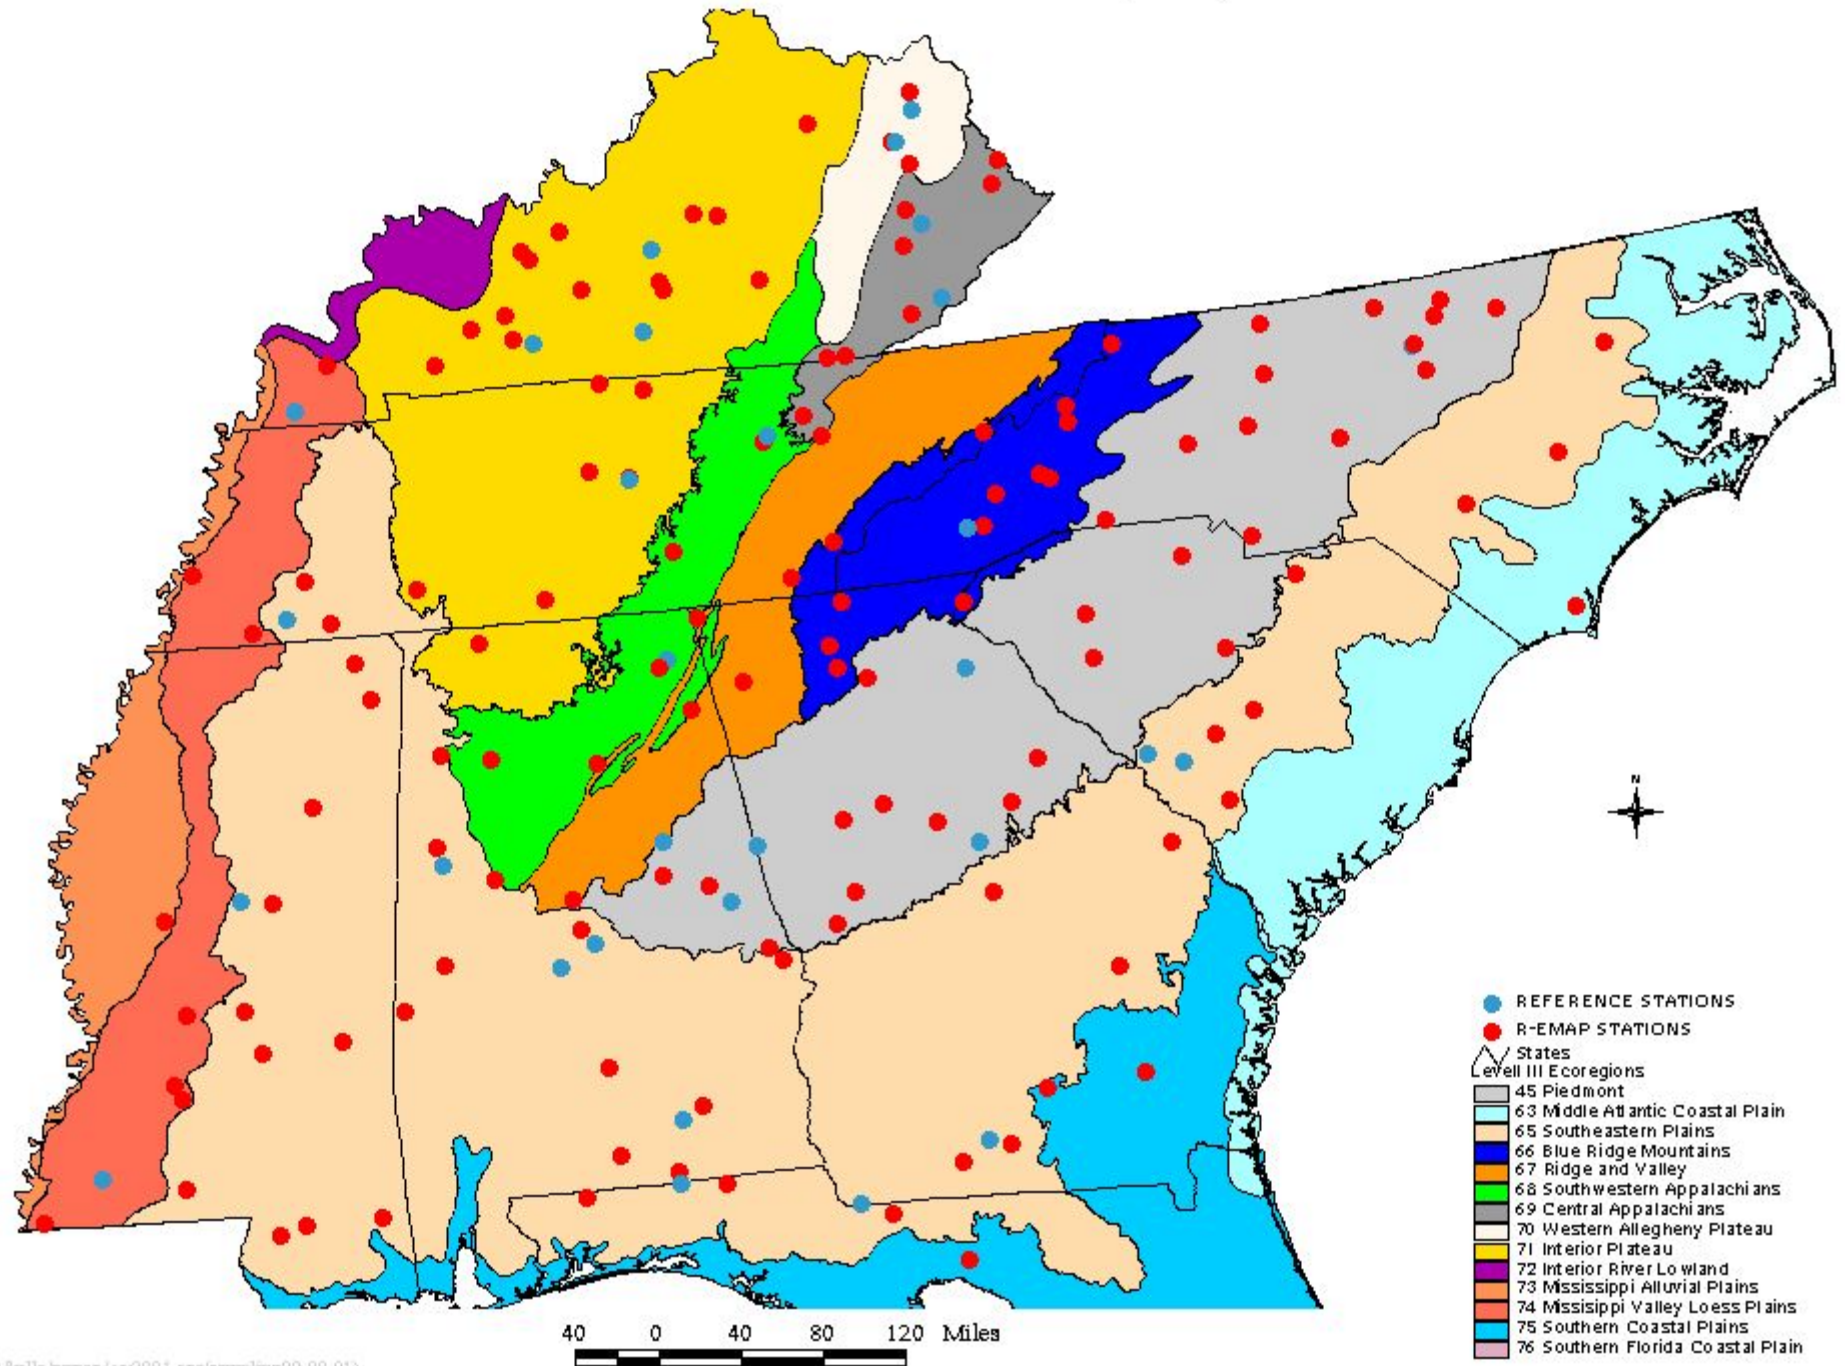 N
REFERENCE STATIONS
R-EMAP STATIONS
States
Level III Ecoregions
45 Piedmont
63 Middle Atlantic Coastal Plain
65 Southeastern Plains
66 Blue Ridge Mountains
67 Ridge and Valley
68 Southwestern Appalachians
69 Central Appalachians
70 Western Allegheny Plateau
71 Interior Plateau
72 Interior River Lowland
73 Mississippi Alluvial Plains
74 Missisippi Valley Loess Plains
75 Southern Coastal Plains
76 Southern Florida Coastal Plain
40 0 40 80 120 Miles